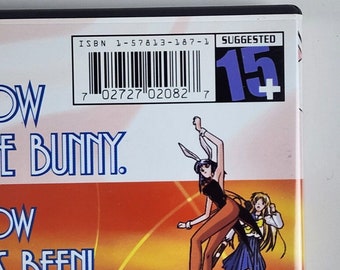 ISBN 1-57813-187-1
SUGGESTED
15+
7 02727 02082 7
OW
E BUNNY.
OW
S BEEN!